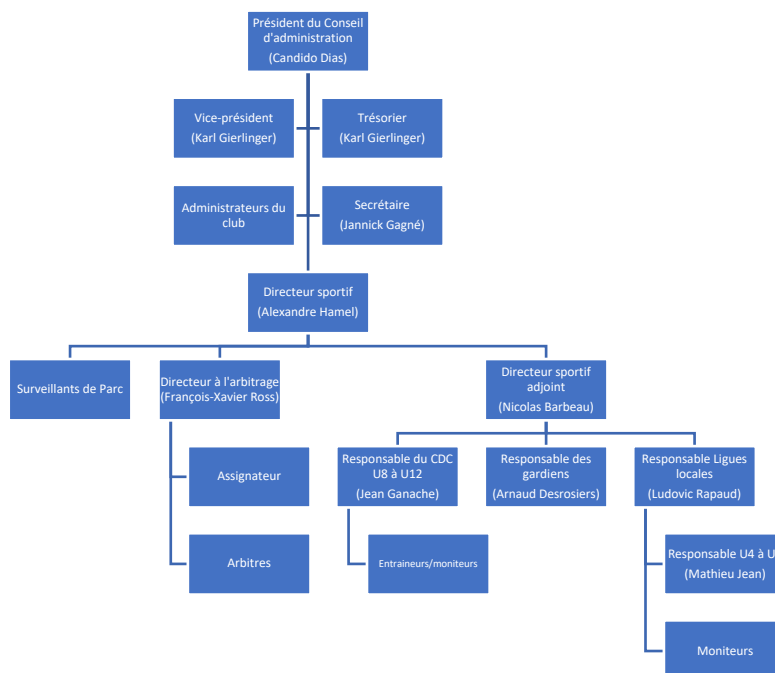 Président du Conseil
d'administration
(Candido Dias)
Vice-président
(Karl Gierlinger)
Trésorier
(Karl Gierlinger)
Administrateurs du
club
Secrétaire
(Jannick Gagné)
Directeur sportif
(Alexandre Hamel)
Surveillants de Parc
Directeur à l'arbitrage
(François-Xavier Ross)
Directeur sportif
adjoint
(Nicolas Barbeau)
Assignateur
Arbitres
Responsable du CDC
U8 à U12
(Jean Ganache)
Responsable des
gardiens
(Arnaud Desrosiers)
Responsable Ligues
locales
(Ludovic Rapaud)
Entraineurs/moniteurs
Responsable U4 à
(Mathieu Jean)
Moniteurs